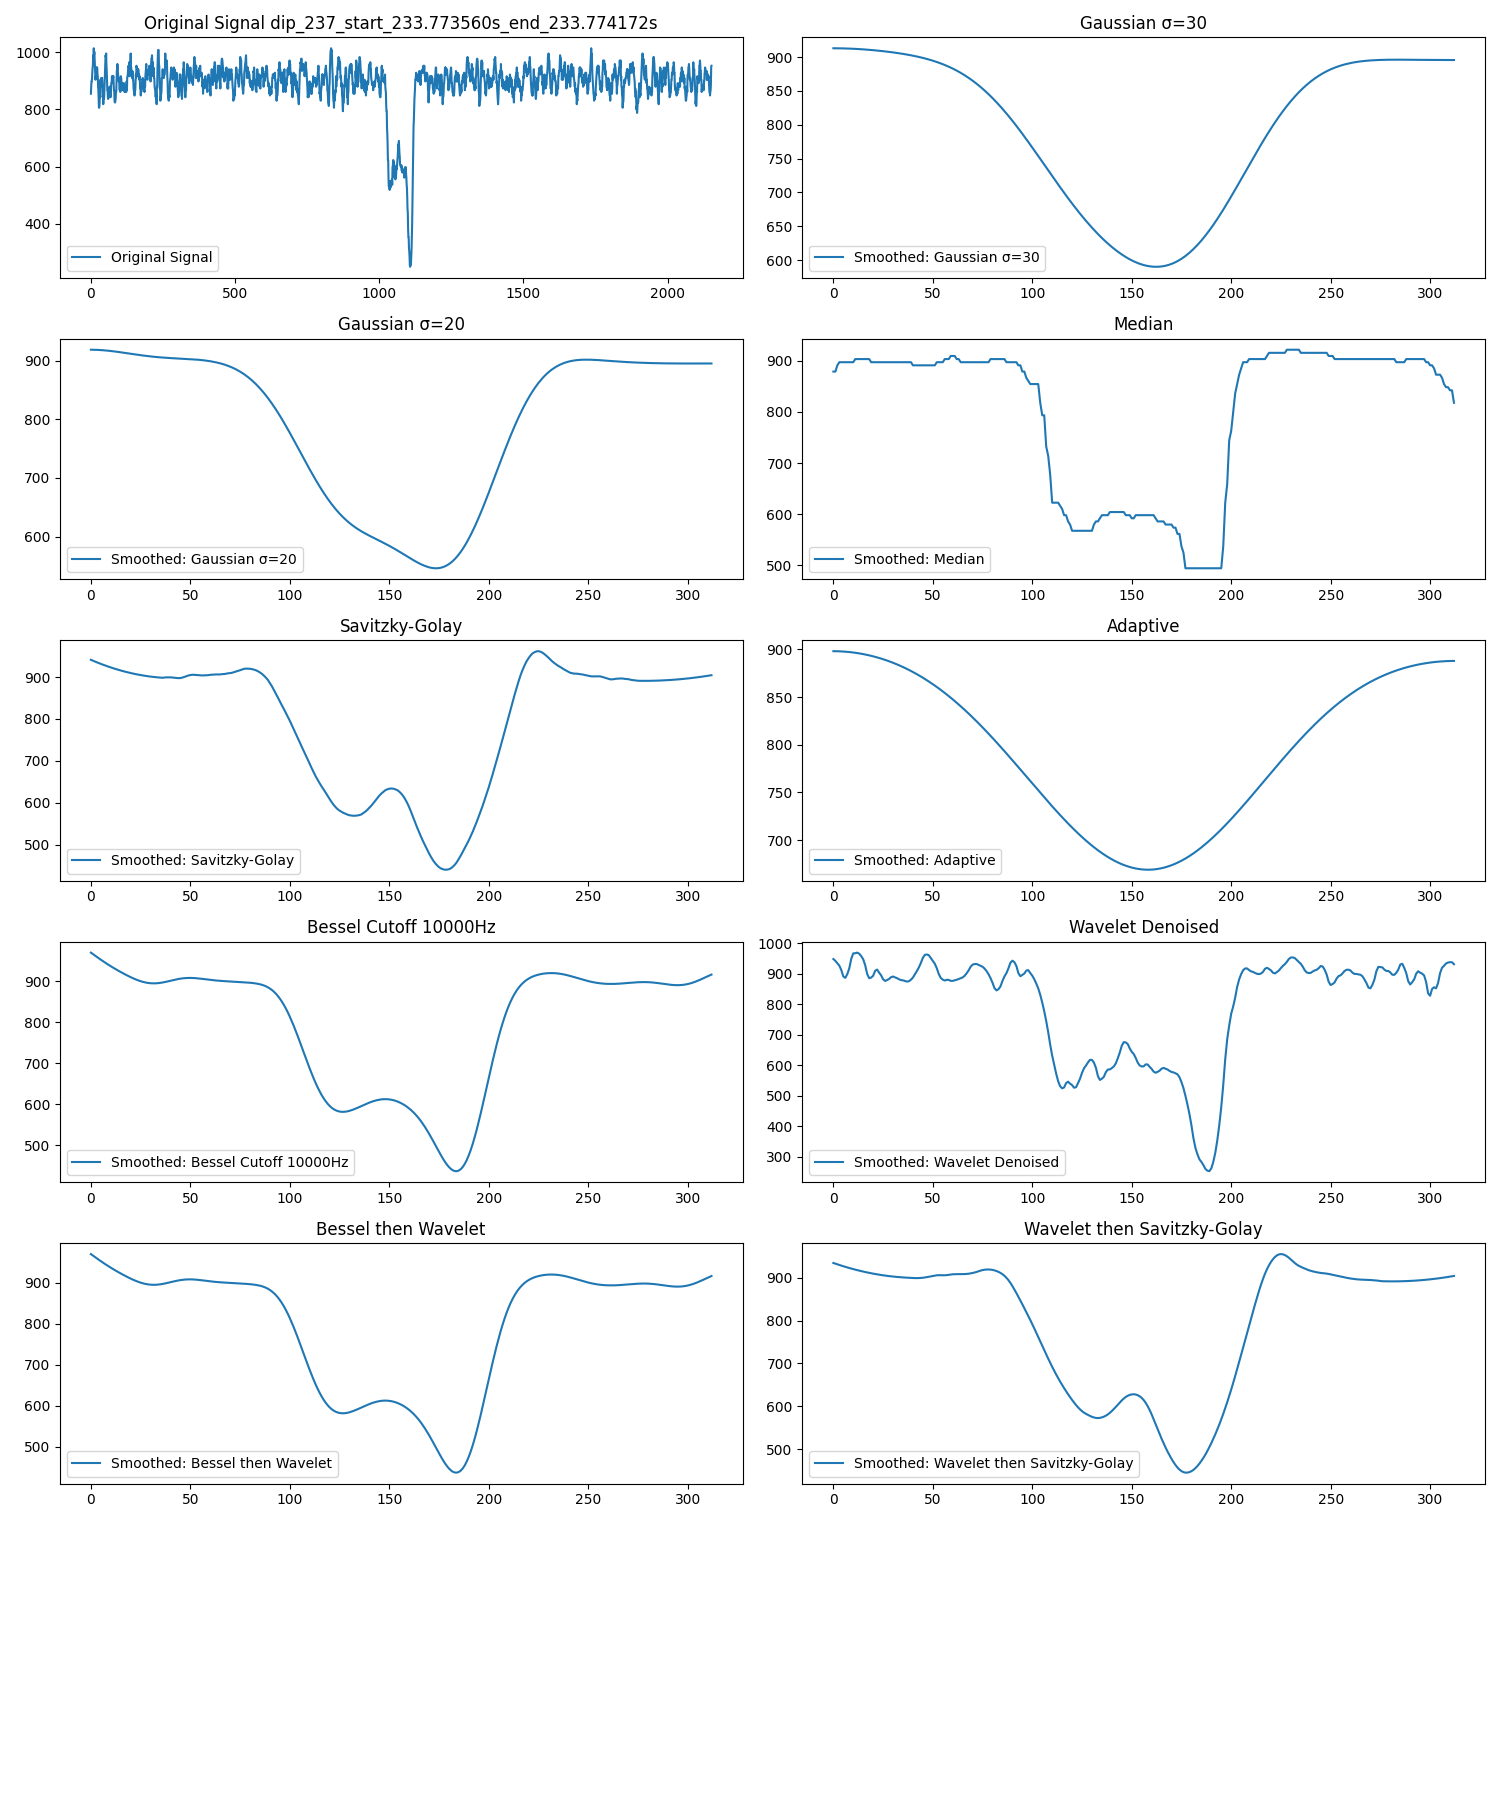 Original Signal dip_237_start_233.773560s_end_233.774172s
1000
800
600
400
Original Signal
0 500 1000 1500 2000
Gaussian σ=30
900
850
800
750
700
650
600
Smoothed: Gaussian σ=30
0 50 100 150 200 250 300
Gaussian σ=20
900
800
700
600
Smoothed: Gaussian σ=20
0 50 100 150 200 250 300
Median
900
800
700
600
500
Smoothed: Median
0 50 100 150 200 250 300
Savitzky-Golay
900
800
700
600
500
Smoothed: Savitzky-Golay
0 50 100 150 200 250 300
Adaptive
900
850
800
750
700
Smoothed: Adaptive
0 50 100 150 200 250 300
Bessel Cutoff 10000Hz
900
800
700
600
500
Smoothed: Bessel Cutoff 10000Hz
0 50 100 150 200 250 300
Wavelet Denoised
1000
900
800
700
600
500
400
300
Smoothed: Wavelet Denoised
0 50 100 150 200 250 300
Bessel then Wavelet
900
800
700
600
500
Smoothed: Bessel then Wavelet
0 50 100 150 200 250 300
Wavelet then Savitzky-Golay
900
800
700
600
500
Smoothed: Wavelet then Savitzky-Golay
0 50 100 150 200 250 300